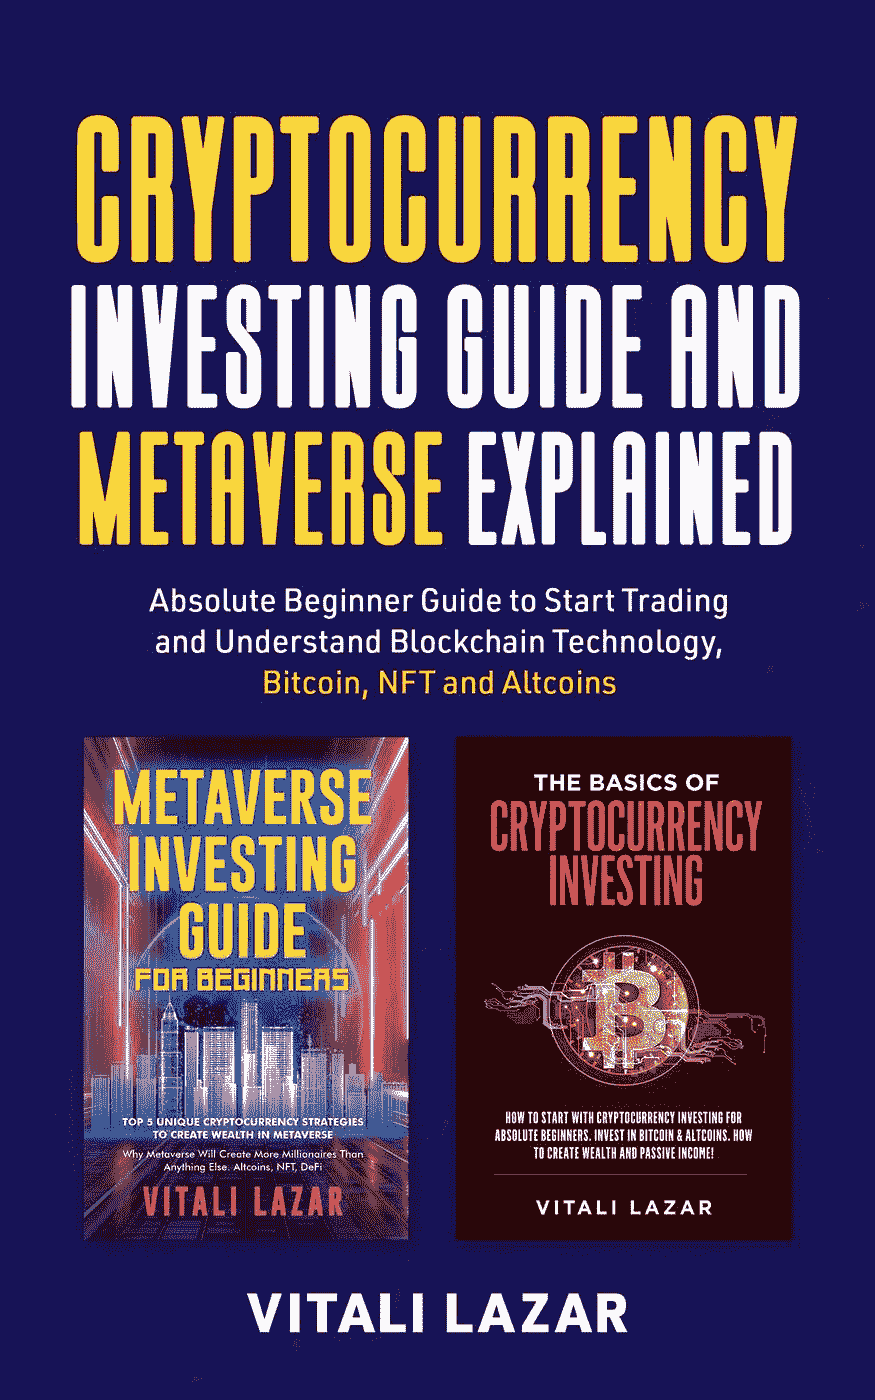 CRYPTOCURRENCY
INVESTING GUIDE AND
METAVERSE EXPLAINED
Absolute Beginner Guide to Start Trading
and Understand Blockchain Technology,
Bitcoin, NFT and Altcoins
METAVERSE
INVESTING
GUIDE
FOR BEGINNERS
TOP 5 UNIQUE CRYPTOCURRENCY STRATEGIES
TO CREATE WEALTH IN METAVERSE
Why Metaverse Will Create More Millionaires Than
Anything Else. Altcoins, NFT, DeFi
VITALI LAZAR
THE BASICS OF
CRYPTOCURRENCY
INVESTING
HOW TO START WITH CRYPTOCURRENCY INVESTING FOR
ABSOLUTE BEGINNERS. INVEST IN BITCOIN & ALTCOINS. HOW
TO CREATE WEALTH AND PASSIVE INCOME!
VITALI LAZAR
VITALI LAZAR